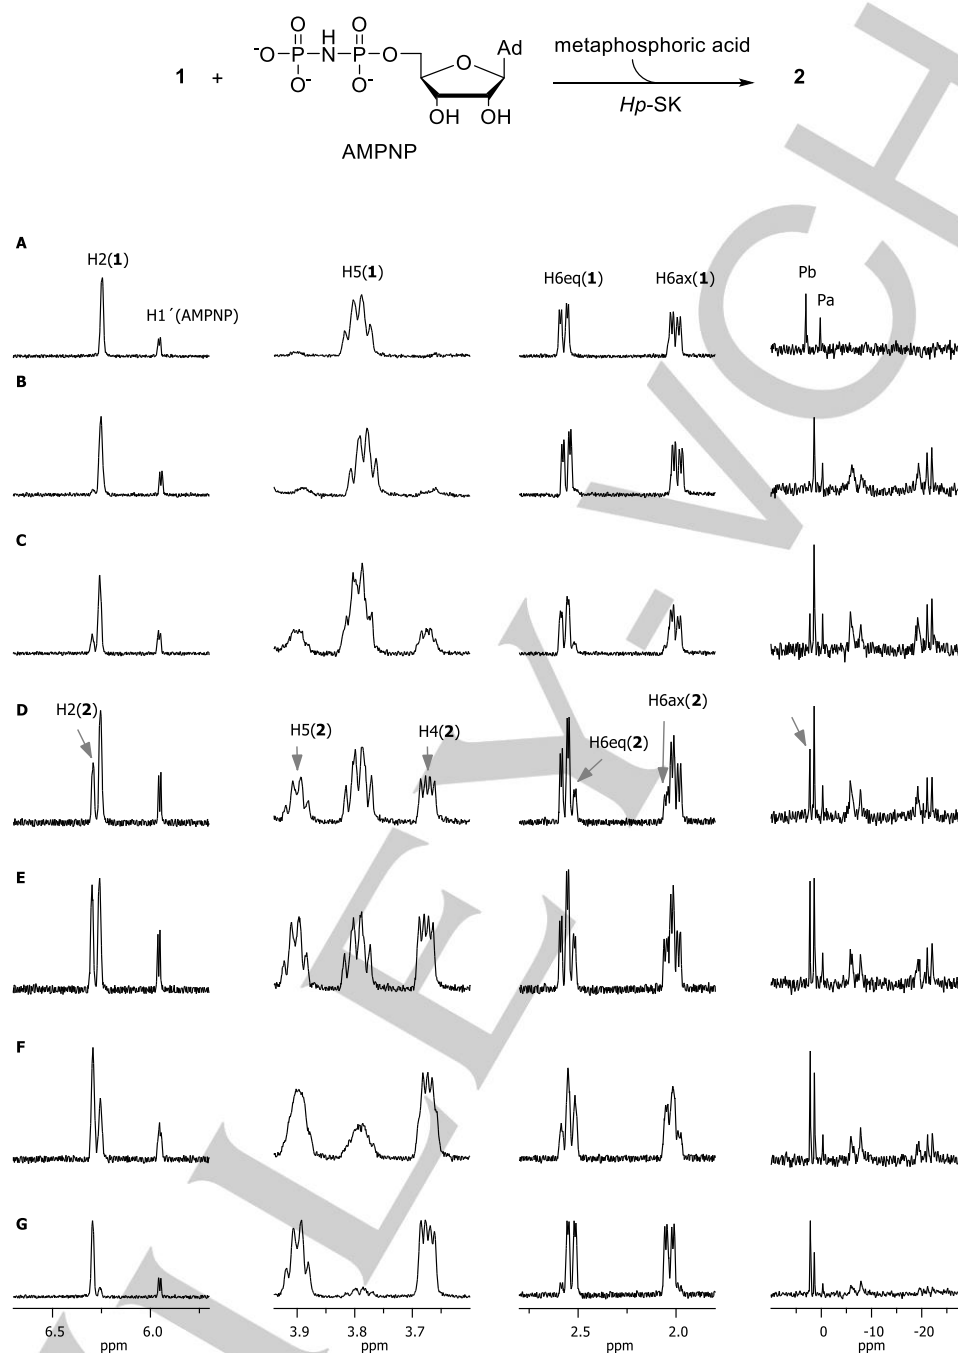 O O
⁻O P N P O O Ad
H
O⁻ O⁻
OH OH
1 +
AMPNP
metaphosphoric acid
Hp-SK
2
A
H2(1)
H1´(AMPNP)
H5(1)
H6eq(1)
H6ax(1)
Pb
Pa
B
C
D
H2(2)
H5(2)
H4(2)
H6eq(2)
H6ax(2)
E
F
G
6.5 6.0
ppm
3.9 3.8 3.7
ppm
2.5 2.0
ppm
0 -10 -20
ppm
WILEY-VCH